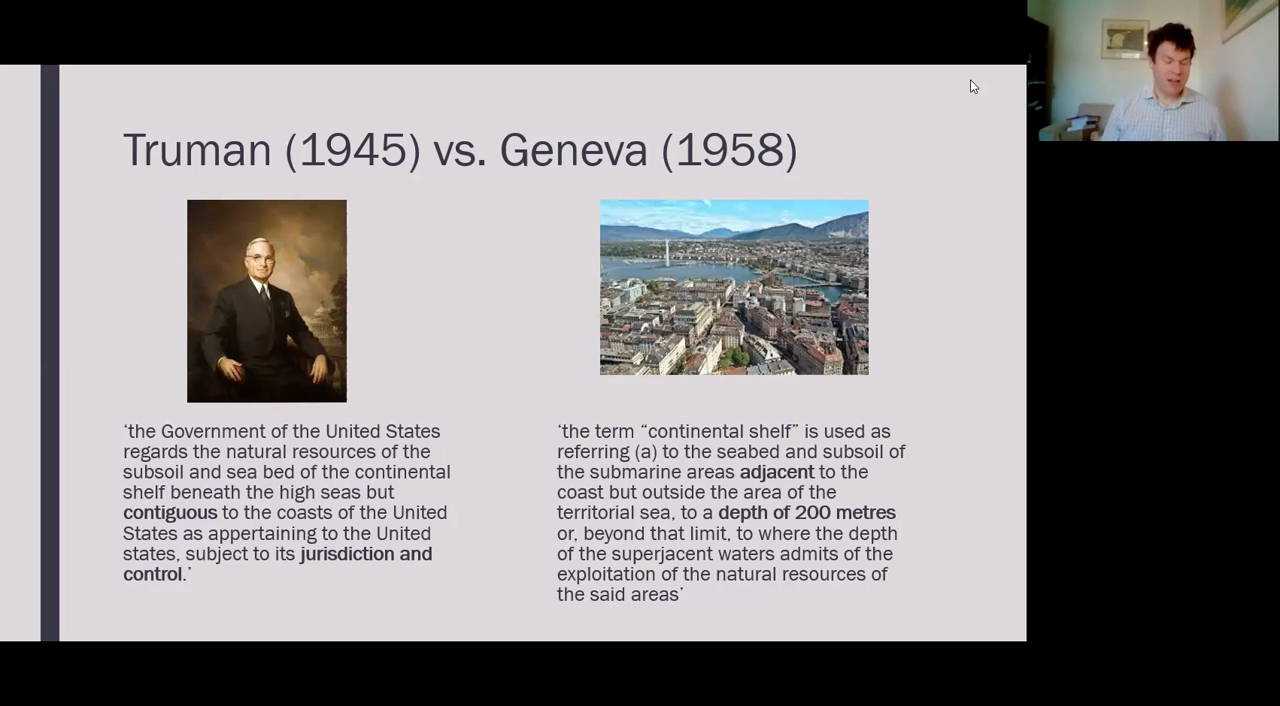 Truman (1945) vs. Geneva (1958)
‘the Government of the United States
regards the natural resources of the
subsoil and sea bed of the continental
shelf beneath the high seas but
contiguous to the coasts of the United
States as appertaining to the United
states, subject to its jurisdiction and
control.’
‘the term “continental shelf” is used as
referring (a) to the seabed and subsoil of
the submarine areas adjacent to the
coast but outside the area of the
territorial sea, to a depth of 200 metres
or, beyond that limit, to where the depth
of the superjacent waters admits of the
exploitation of the natural resources of
the said areas’